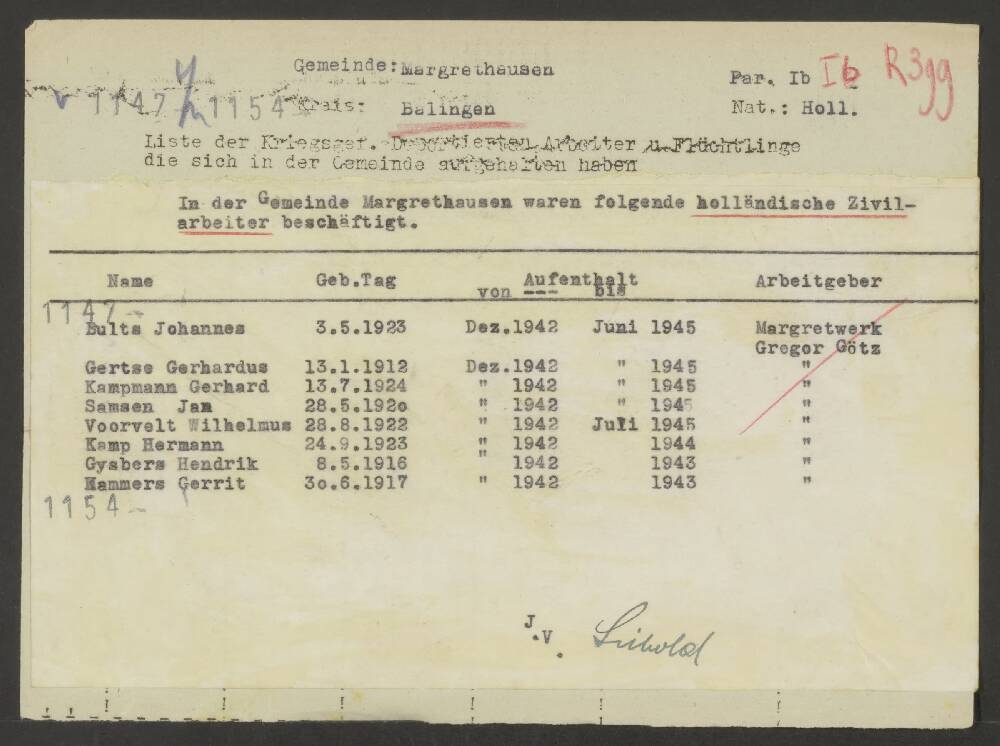 Gemeinde: Margrethausen
Par. Ib Ib R399
1147 1154 Kreis: Balingen Nat.: Holl.
Liste der Kriegsgef. Deportierten Arbeiter u Flüchtlinge
die sich in der Gemeinde aufgehalten haben
In der Gemeinde Margrethausen waren folgende holländische Zivil-
arbeiter beschäftigt.
Name Geb.Tag Aufenthalt Arbeitgeber
von --- bis
1147 -
Bults Johannes 3.5.1923 Dez.1942 Juni 1945 Margretwerk
Gregor Götz
Gertse Gerhardus 13.1.1912 Dez.1942 " 1945 "
Kampmann Gerhard 13.7.1924 " 1942 " 1945 "
Samsen Jan 28.5.192o " 1942 " 1945 "
Voorvelt Wilhelmus 28.8.1922 " 1942 Juli 1945 "
Kamp Hermann 24.9.1923 " 1942 1944 "
Gysbers Hendrik 8.5.1916 " 1942 1943 "
Hammers Gerrit 3o.6.1917 " 1942 1943 "
1154 -
J.V.